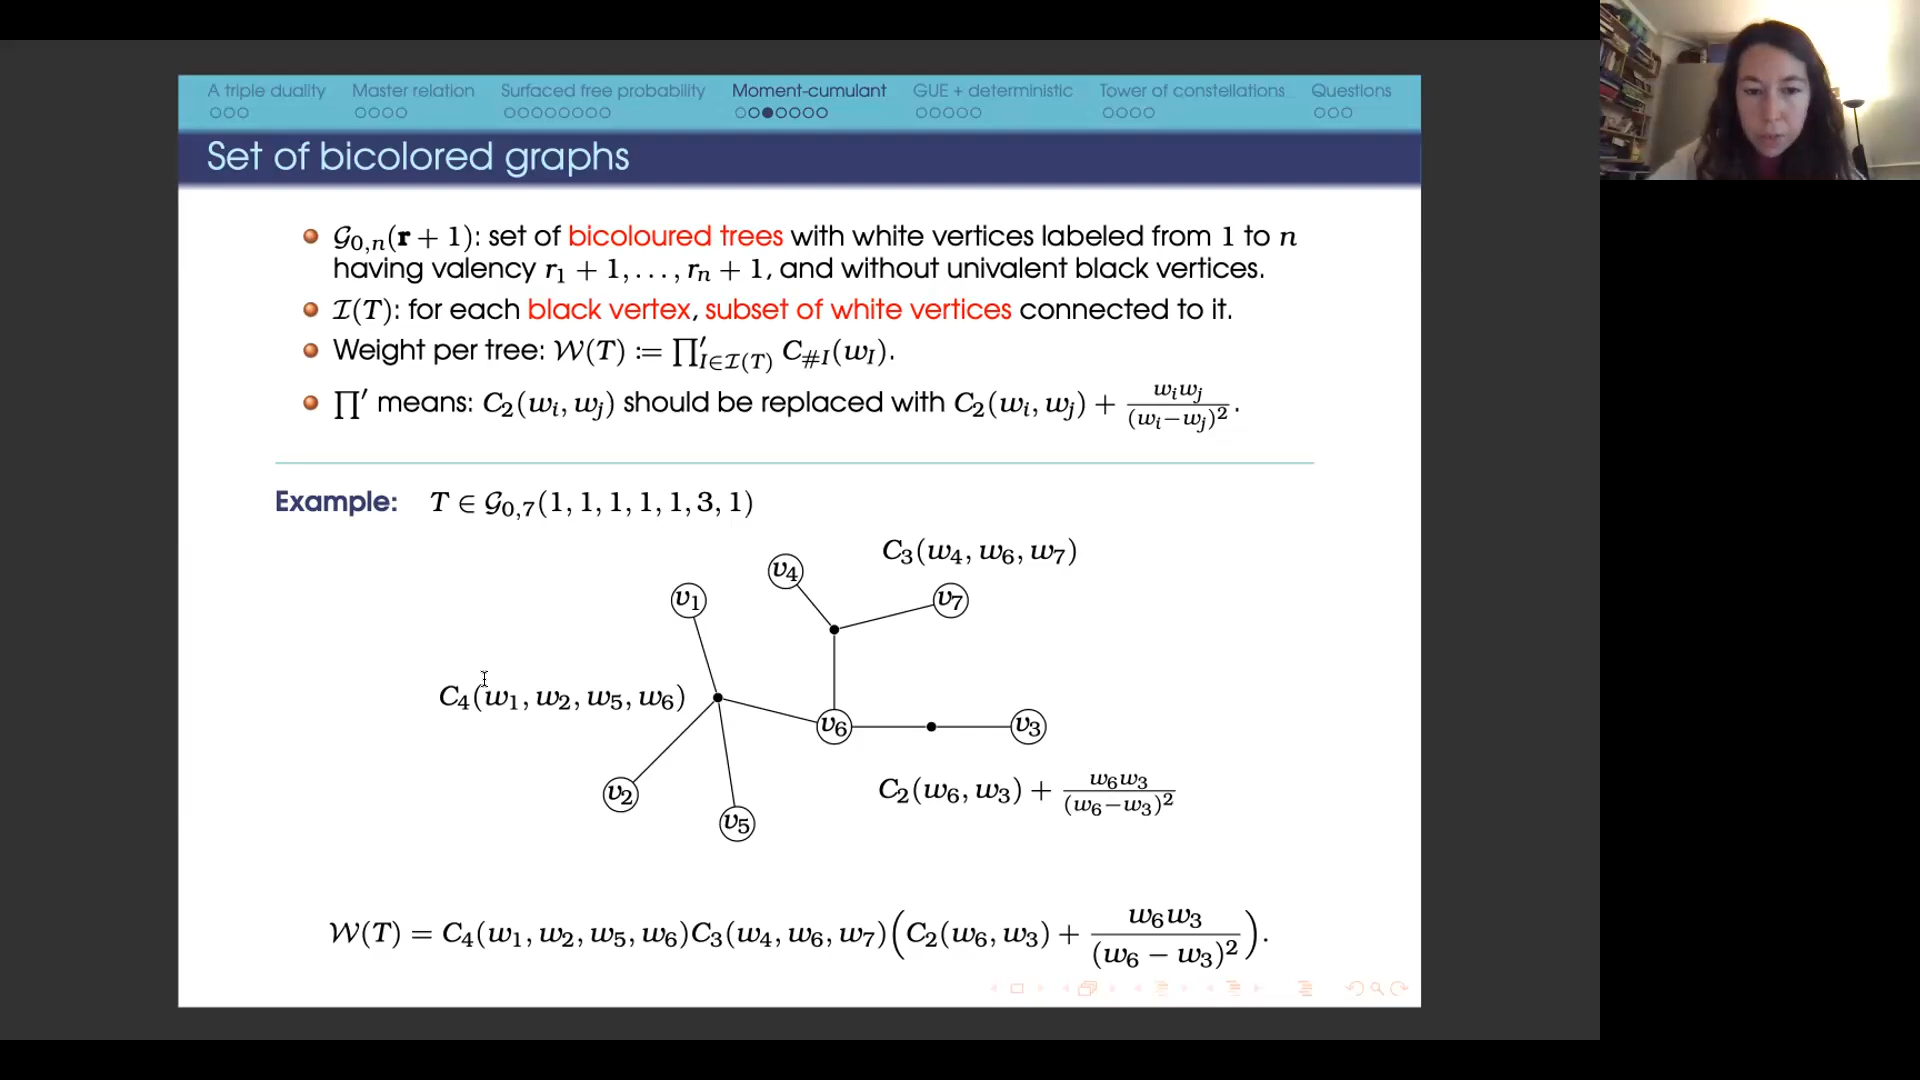 A triple duality Master relation Surfaced free probability Moment-cumulant GUE + deterministic Tower of constellations Questions
Set of bicolored graphs
𝒢₀,ₙ(𝐫 + 1): set of bicoloured trees with white vertices labeled from 1 to n
having valency r₁ + 1, . . . , rₙ + 1, and without univalent black vertices.
ℐ(T): for each black vertex, subset of white vertices connected to it.
Weight per tree: 𝒲(T) ≔ ∏′_{I∈ℐ(T)} C_{#I}(w_I).
∏′ means: C₂(wᵢ, wⱼ) should be replaced with C₂(wᵢ, wⱼ) + wᵢwⱼ/(wᵢ−wⱼ)².
Example: T ∈ 𝒢₀,₇(1, 1, 1, 1, 1, 3, 1)
C₃(w₄, w₆, w₇)
v₄
v₁
v₇
C₄(w₁, w₂, w₅, w₆)
v₆
v₃
C₂(w₆, w₃) + w₆w₃/(w₆−w₃)²
v₂
v₅
𝒲(T) = C₄(w₁, w₂, w₅, w₆)C₃(w₄, w₆, w₇)(C₂(w₆, w₃) + w₆w₃/(w₆ − w₃)²).